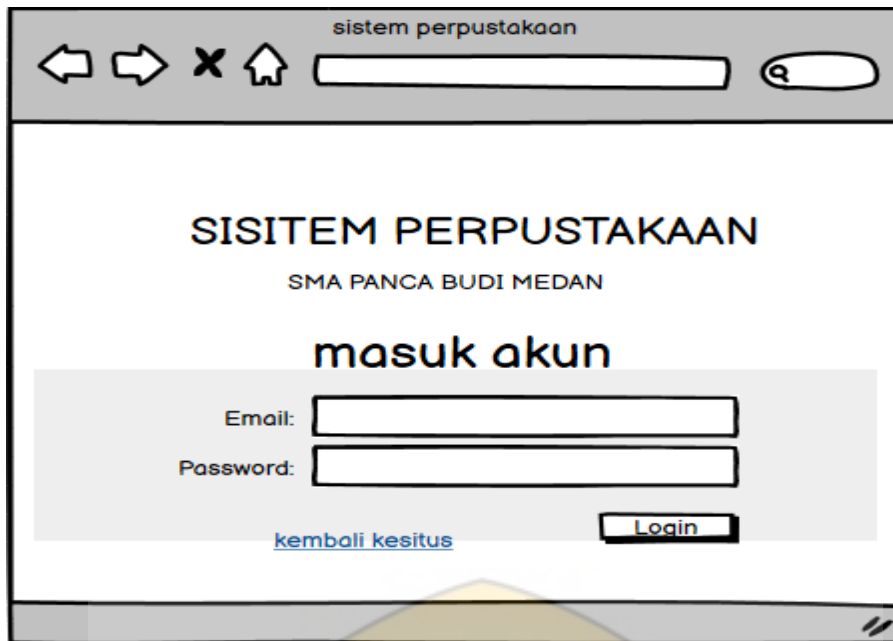 sistem perpustakaan
SISITEM PERPUSTAKAAN
SMA PANCA BUDI MEDAN
masuk akun
Email:
Password:
kembali kesitus
Login